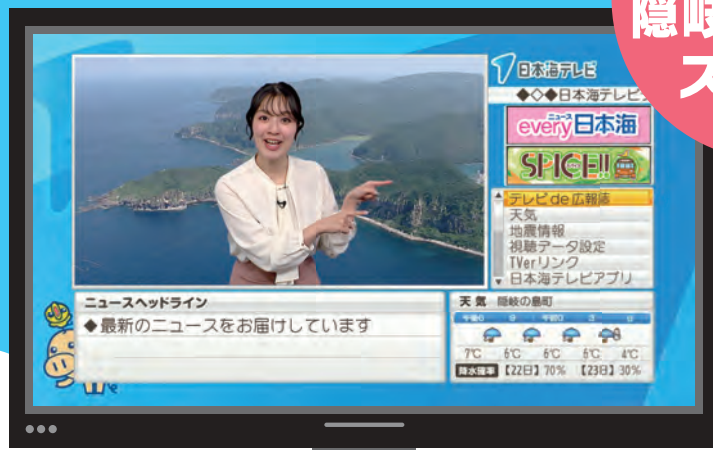 隠岐
ス
日本海テレビ
◆◇◆日本海テレビ
ニュース
every日本海
SPICE!!
テレビde広報誌
天気
地震情報
視聴データ設定
TVerリンク
日本海テレビアプリ
ニュースヘッドライン
◆最新のニュースをお届けしています
天気 隠岐の島町
7℃ 6℃ 6℃ 6℃ 4℃
降水確率 【22日】70% 【23日】30%